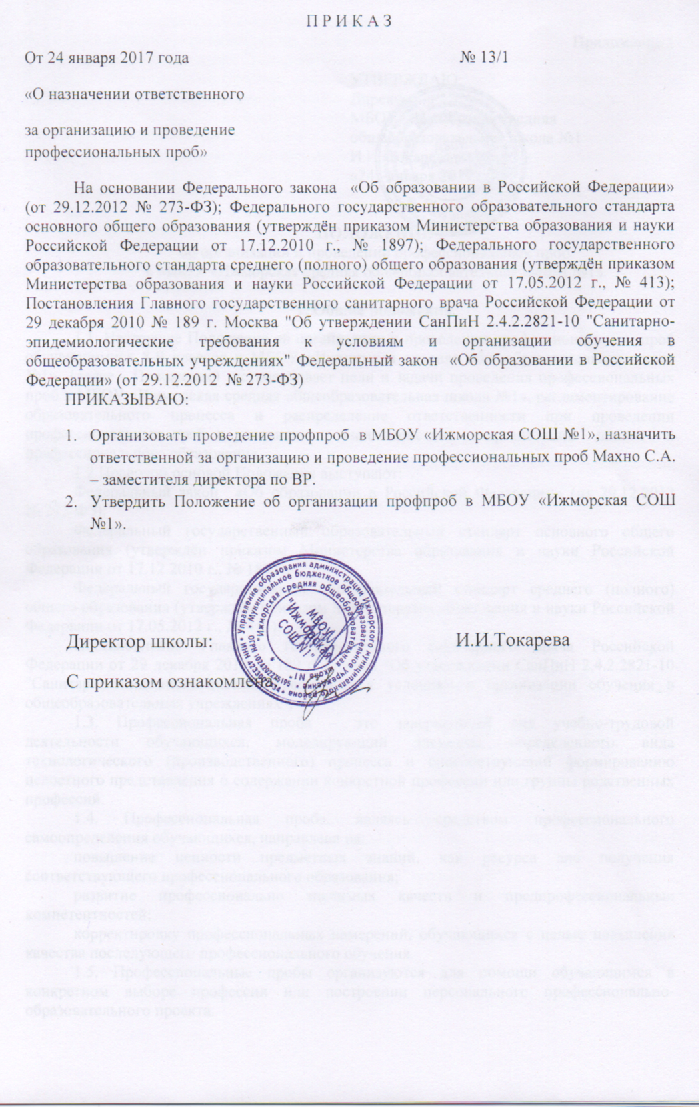 П Р И К А З
От 24 января 2017 года № 13/1
«О назначении ответственного
за организацию и проведение
профессиональных проб»
На основании Федерального закона «Об образовании в Российской Федерации»
(от 29.12.2012 № 273-ФЗ); Федерального государственного образовательного стандарта
основного общего образования (утверждён приказом Министерства образования и науки
Российской Федерации от 17.12.2010 г., № 1897); Федерального государственного
образовательного стандарта среднего (полного) общего образования (утверждён приказом
Министерства образования и науки Российской Федерации от 17.05.2012 г., № 413);
Постановления Главного государственного санитарного врача Российской Федерации от
29 декабря 2010 № 189 г. Москва "Об утверждении СанПиН 2.4.2.2821-10 "Санитарно-
эпидемиологические требования к условиям и организации обучения в
общеобразовательных учреждениях" Федеральный закон «Об образовании в Российской
Федерации» (от 29.12.2012 № 273-ФЗ)
ПРИКАЗЫВАЮ:
1. Организовать проведение профпроб в МБОУ «Ижморская СОШ №1», назначить
ответственной за организацию и проведение профессиональных проб Махно С.А.
– заместителя директора по ВР.
2. Утвердить Положение об организации профпроб в МБОУ «Ижморская СОШ
№1».
МБОУ
"Ижморская
СОШ №1"
Директор школы: И.И.Токарева
С приказом ознакомлена: